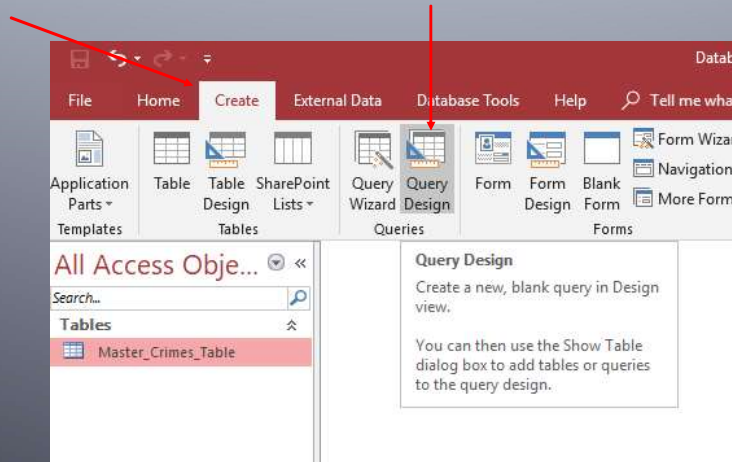 Datab
File Home Create External Data Database Tools Help Tell me wha
Application Parts
Table
Table Design
SharePoint Lists
Query Wizard
Query Design
Form
Form Design
Blank Form
Form Wizar
Navigation
More Form
Templates Tables Queries Forms
All Access Obje...
Search...
Tables
Master_Crimes_Table
Query Design
Create a new, blank query in Design
view.
You can then use the Show Table
dialog box to add tables or queries
to the query design.